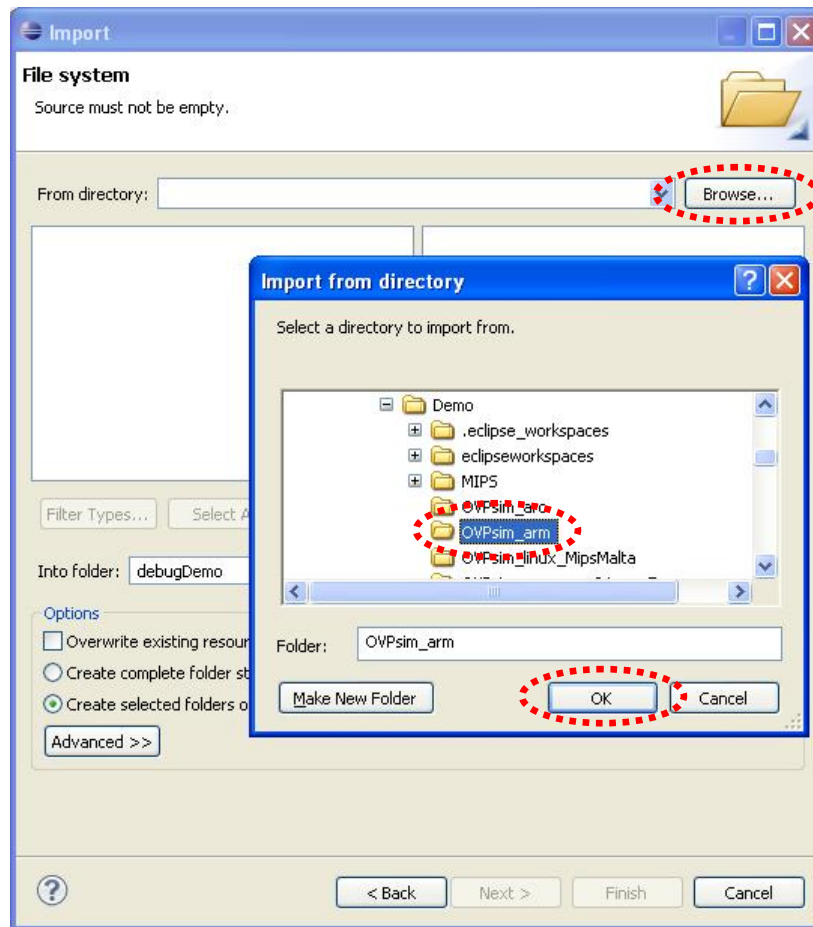 Import
File system
Source must not be empty.
From directory:
Browse...
Import from directory
Select a directory to import from.
Demo
.eclipse_workspaces
eclipseworkspaces
MIPS
OVPsim_arc
OVPsim_arm
OVPsim_linux_MipsMalta
Filter Types...
Select A
Into folder: debugDemo
Folder: OVPsim_arm
Options
Overwrite existing resour
Create complete folder st
Create selected folders o
Make New Folder
OK
Cancel
Advanced >>
< Back
Next >
Finish
Cancel